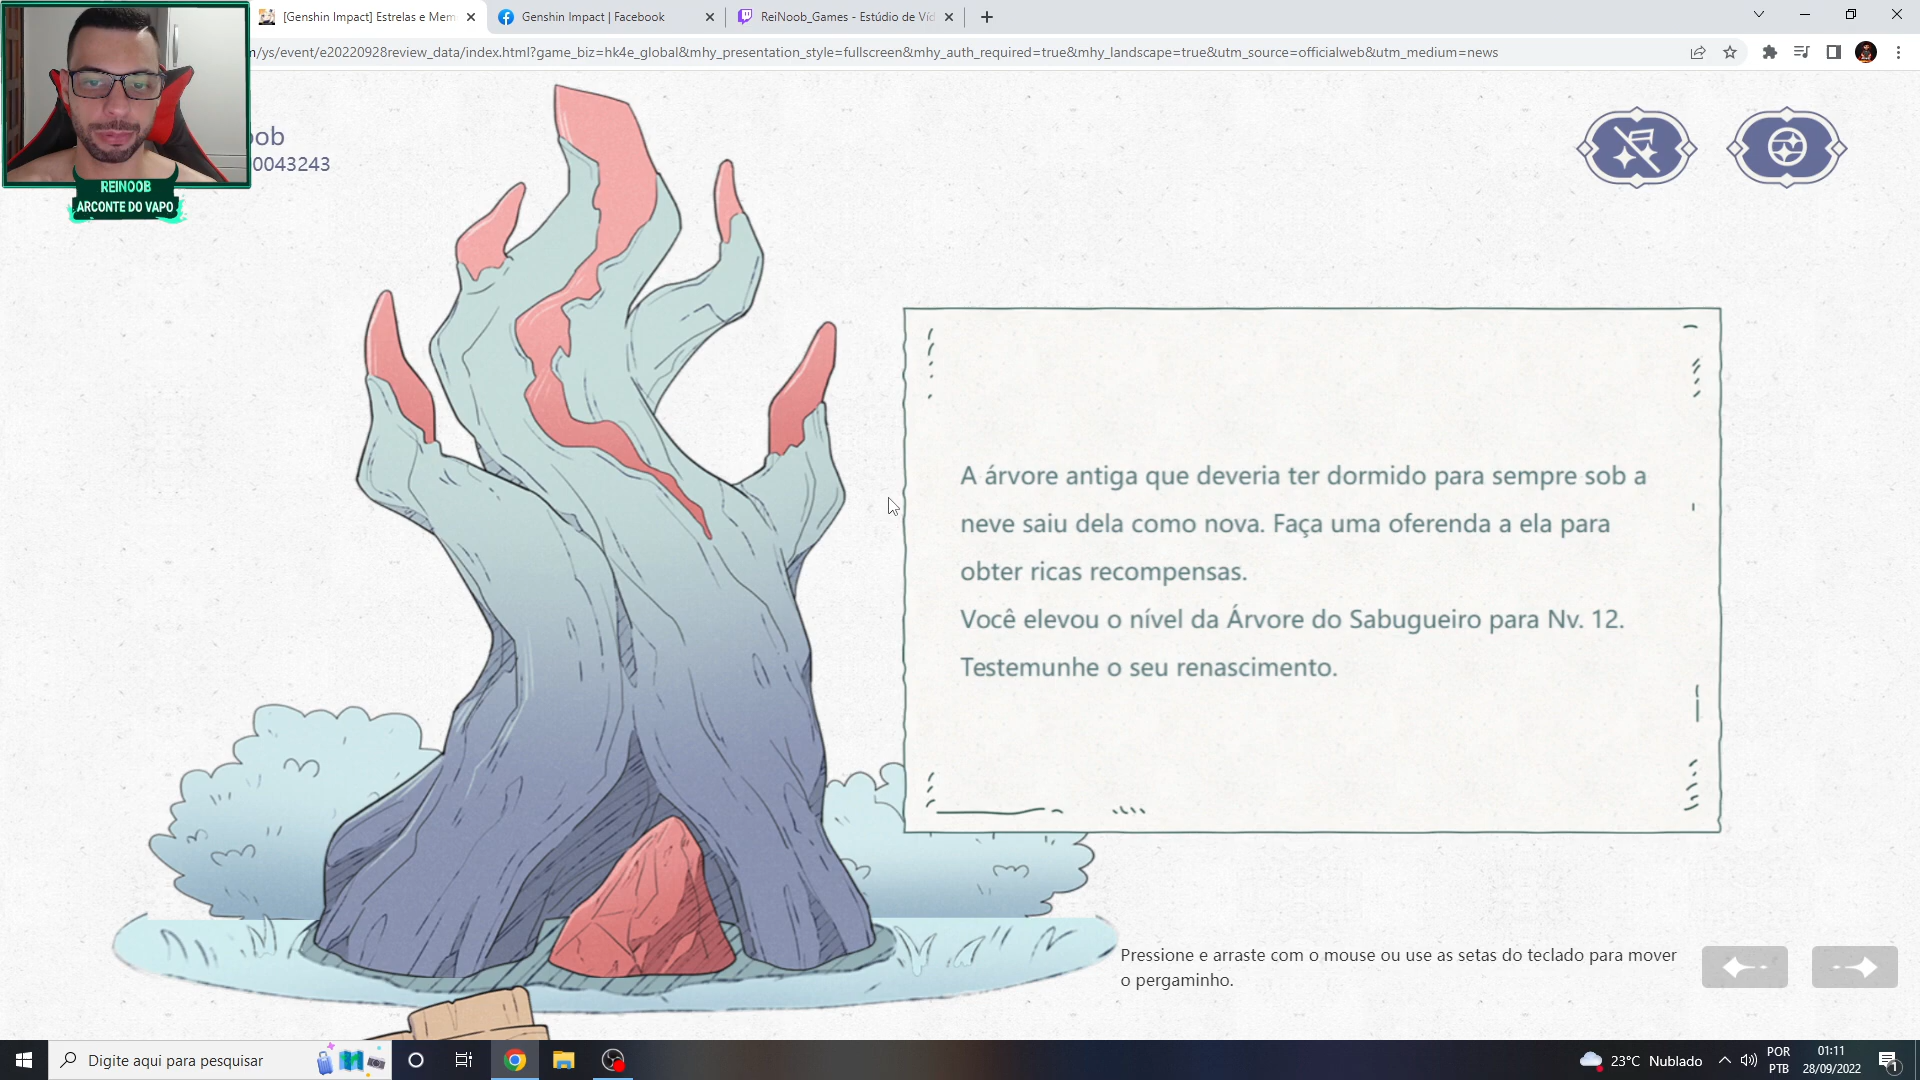 [Genshin Impact] Estrelas e Mem
Genshin Impact | Facebook
ReiNoob_Games - Estúdio de Víd
m/ys/event/e20220928review_data/index.html?game_biz=hk4e_global&mhy_presentation_style=fullscreen&mhy_auth_required=true&mhy_landscape=true&utm_source=officialweb&utm_medium=news
oob
0043243
REINOOB
ARCONTE DO VAPO
A árvore antiga que deveria ter dormido para sempre sob a
neve saiu dela como nova. Faça uma oferenda a ela para
obter ricas recompensas.
Você elevou o nível da Árvore do Sabugueiro para Nv. 12.
Testemunhe o seu renascimento.
Pressione e arraste com o mouse ou use as setas do teclado para mover
o pergaminho.
Digite aqui para pesquisar
23°C Nublado
POR
PTB
01:11
28/09/2022
1